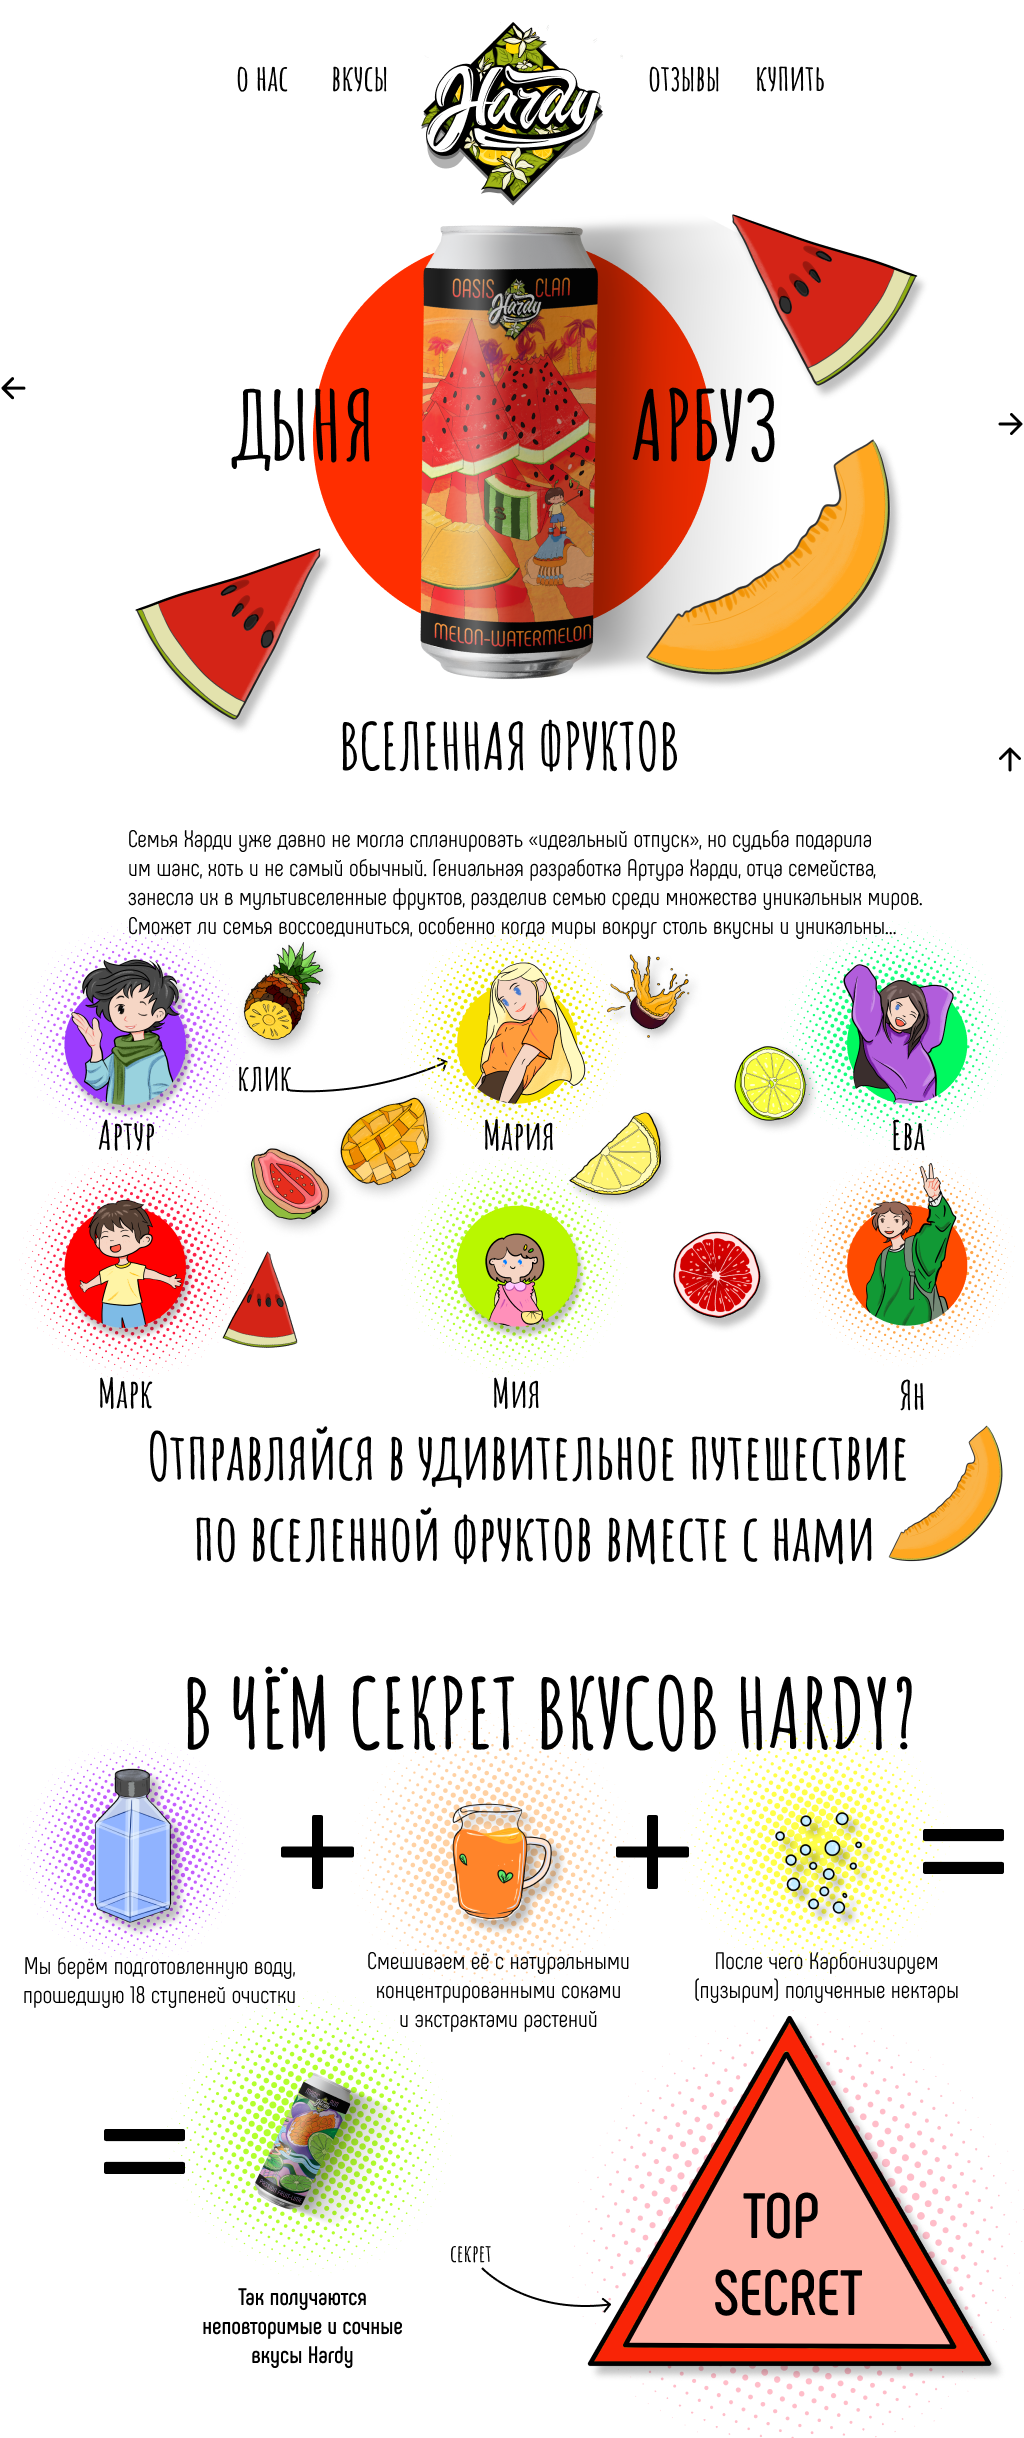 О НАС
ВКУСЫ
Hardy
ОТЗЫВЫ
КУПИТЬ
OASIS CLAN
Hardy
ДЫНЯ
АРБУЗ
MELON-WATERMELON
ВСЕЛЕННАЯ ФРУКТОВ
Семья Харди уже давно не могла спланировать «идеальный отпуск», но судьба подарила
им шанс, хоть и не самый обычный. Гениальная разработка Артура Харди, отца семейства,
занесла их в мультивселенные фруктов, разделив семью среди множества уникальных миров.
Сможет ли семья воссоединиться, особенно когда миры вокруг столь вкусны и уникальны...
КЛИК
Артур
Мария
Ева
Марк
Мия
Ян
Отправляйся в удивительное путешествие
по вселенной фруктов вместе с нами
В ЧЁМ СЕКРЕТ ВКУСОВ HARDY?
Мы берём подготовленную воду,
прошедшую 18 ступеней очистки
Смешиваем её с натуральными
концентрированными соками
и экстрактами растений
После чего Карбонизируем
(пузырим) полученные нектары
СЕКРЕТ
TOP
SECRET
Так получаются
неповторимые и сочные
вкусы Hardy